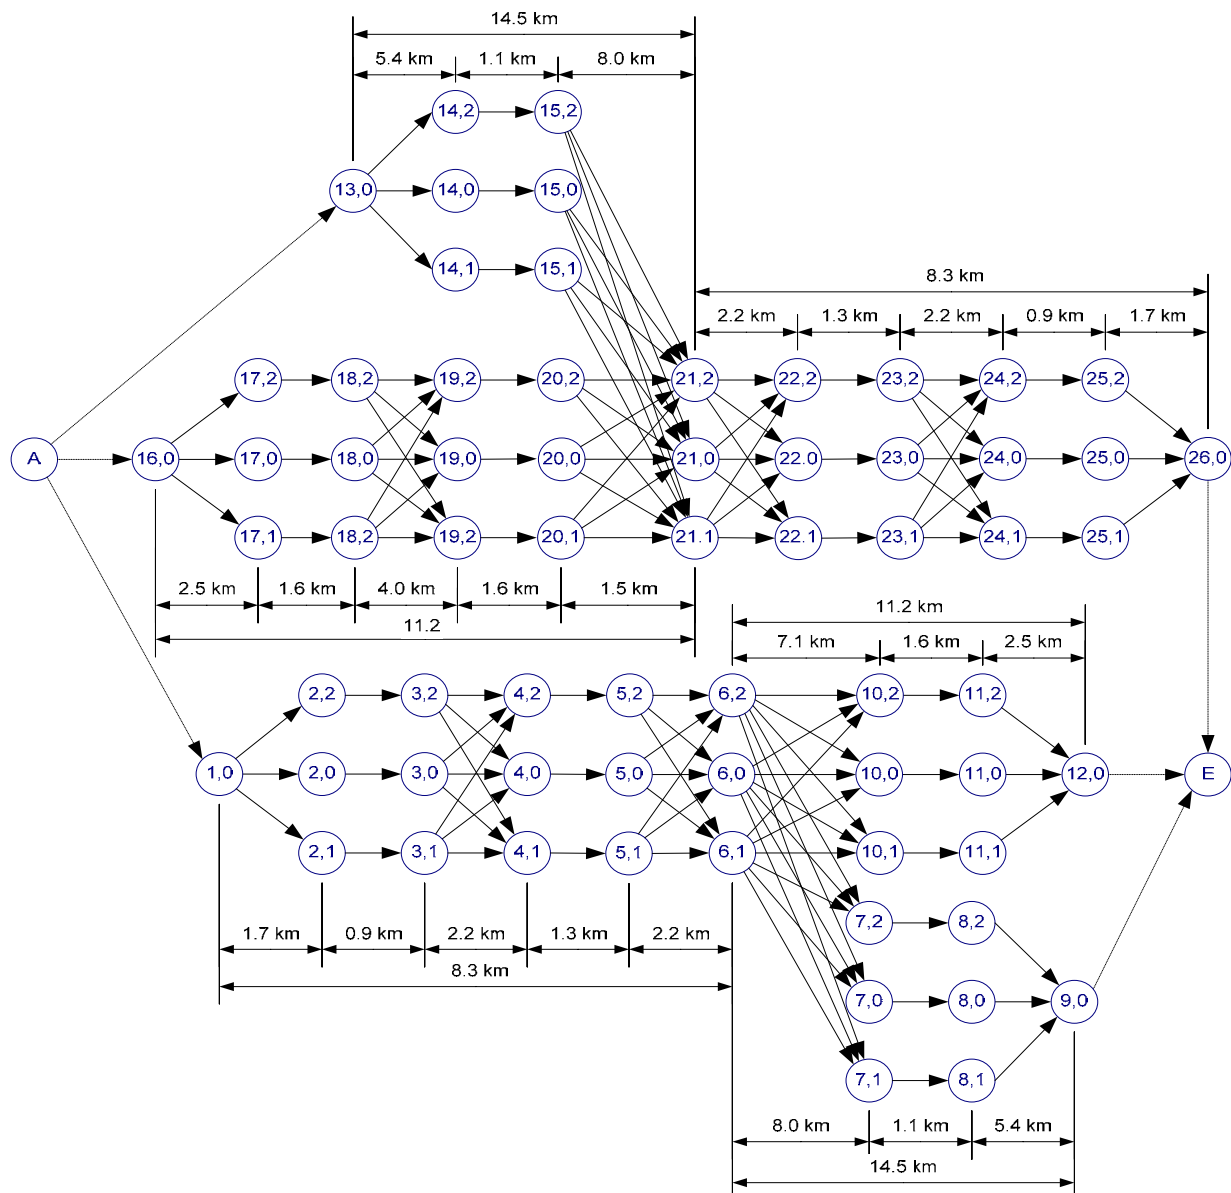 14.5 km
5.4 km 1.1 km 8.0 km
14,2 15,2
13,0 14,0 15,0
14,1 15,1
8.3 km
2.2 km 1.3 km 2.2 km 0.9 km 1.7 km
17,2 18,2 19,2 20,2 21,2 22,2 23,2 24,2 25,2
A 16,0 17,0 18,0 19,0 20,0 21,0 22.0 23,0 24,0 25,0 26,0
17,1 18,2 19,2 20,1 21.1 22.1 23,1 24,1 25,1
2.5 km 1.6 km 4.0 km 1.6 km 1.5 km
11.2
11.2 km
7.1 km 1.6 km 2.5 km
2,2 3,2 4,2 5,2 6,2 10,2 11,2
1,0 2,0 3,0 4,0 5,0 6,0 10,0 11,0 12,0 E
2,1 3,1 4,1 5,1 6,1 10,1 11,1
7,2 8,2
1.7 km 0.9 km 2.2 km 1.3 km 2.2 km
8.3 km
7,0 8,0 9,0
7,1 8,1
8.0 km 1.1 km 5.4 km
14.5 km